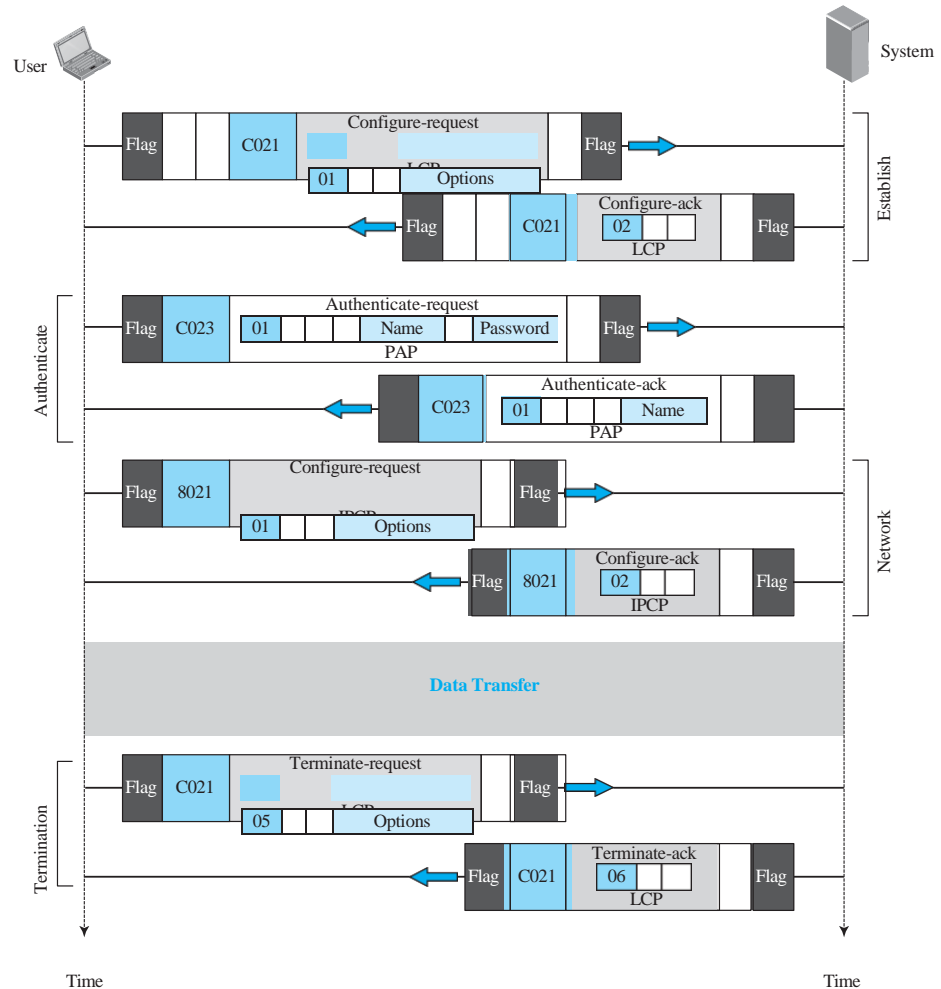 User
System
Configure-request
Flag
C021
Flag
LCP
01
Options
Establish
Configure-ack
Flag
C021
02
Flag
LCP
Authenticate
Authenticate-request
Flag
C023
01
Name
Password
Flag
PAP
Authenticate-ack
C023
01
Name
PAP
Configure-request
Flag
8021
Flag
IPCP
01
Options
Network
Configure-ack
Flag
8021
02
Flag
IPCP
Data Transfer
Termination
Terminate-request
Flag
C021
Flag
LCP
05
Options
Terminate-ack
Flag
C021
06
Flag
LCP
Time
Time